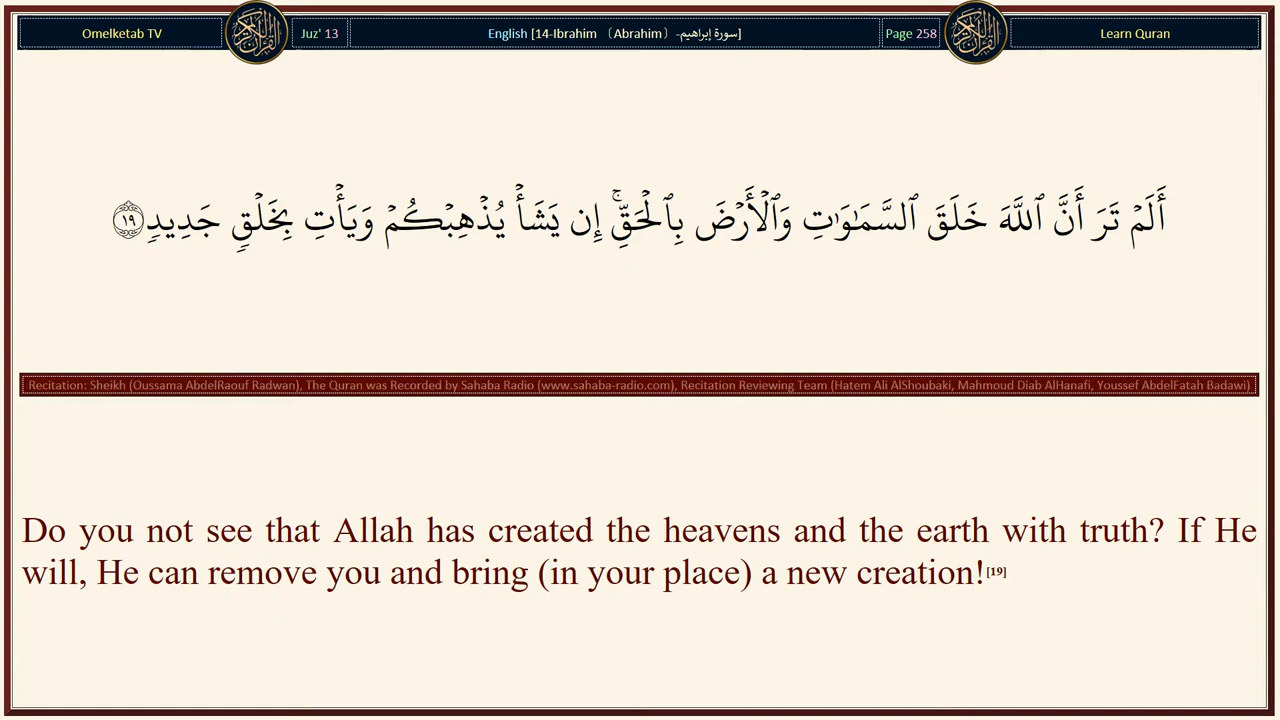 Omelketab TV
Juz' 13
English [14-Ibrahim （Abrahim）-سورة إبراهيم]
Page 258
Learn Quran
أَلَمۡ تَرَ أَنَّ ٱللَّهَ خَلَقَ ٱلسَّمَٰوَٰتِ وَٱلۡأَرۡضَ بِٱلۡحَقِّۚ إِن يَشَأۡ يُذۡهِبۡكُمۡ وَيَأۡتِ بِخَلۡقٖ جَدِيدٖ ١٩
Recitation: Sheikh (Oussama AbdelRaouf Radwan), The Quran was Recorded by Sahaba Radio (www.sahaba-radio.com), Recitation Reviewing Team (Hatem Ali AlShoubaki, Mahmoud Diab AlHanafi, Youssef AbdelFatah Badawi)
Do you not see that Allah has created the heavens and the earth with truth? If He
will, He can remove you and bring (in your place) a new creation![19]